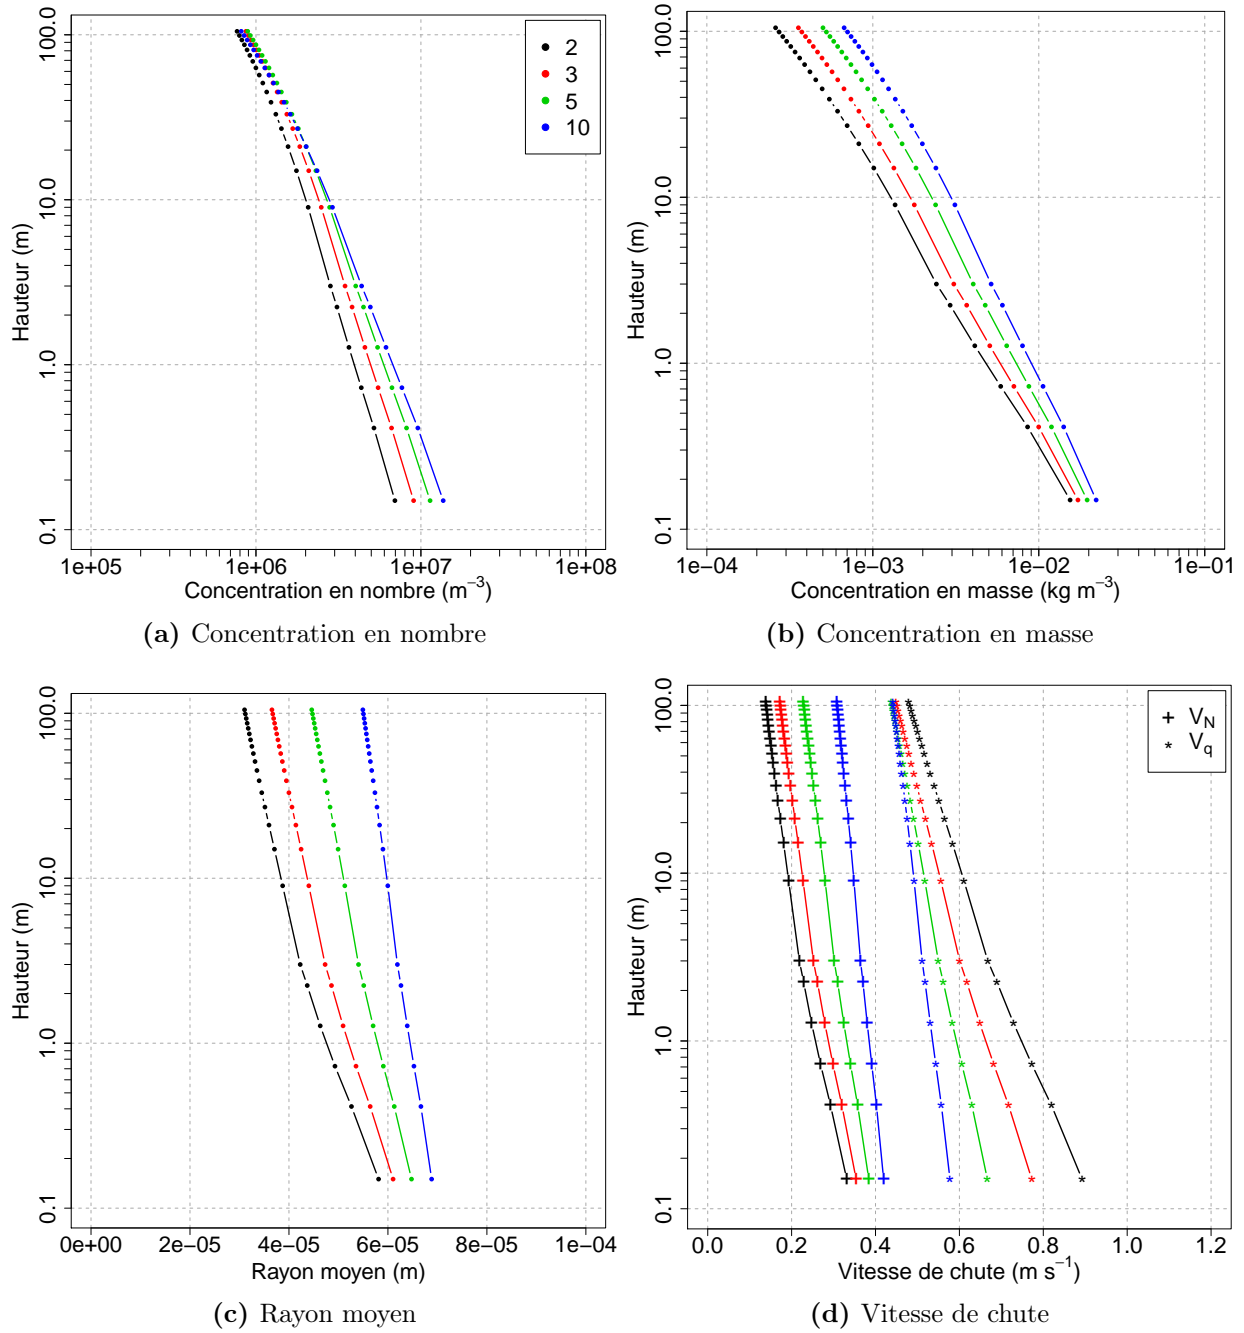 Hauteur (m)
100.0
10.0
1.0
0.1
2
3
5
10
1e+05 1e+06 1e+07 1e+08
Concentration en nombre (m⁻³)
(a) Concentration en nombre
Hauteur (m)
100.0
10.0
1.0
0.1
1e−04 1e−03 1e−02 1e−01
Concentration en masse (kg m⁻³)
(b) Concentration en masse
Hauteur (m)
100.0
10.0
1.0
0.1
0e+00 2e−05 4e−05 6e−05 8e−05 1e−04
Rayon moyen (m)
(c) Rayon moyen
Hauteur (m)
100.0
10.0
1.0
0.1
+ V_N
* V_q
0.0 0.2 0.4 0.6 0.8 1.0 1.2
Vitesse de chute (m s⁻¹)
(d) Vitesse de chute